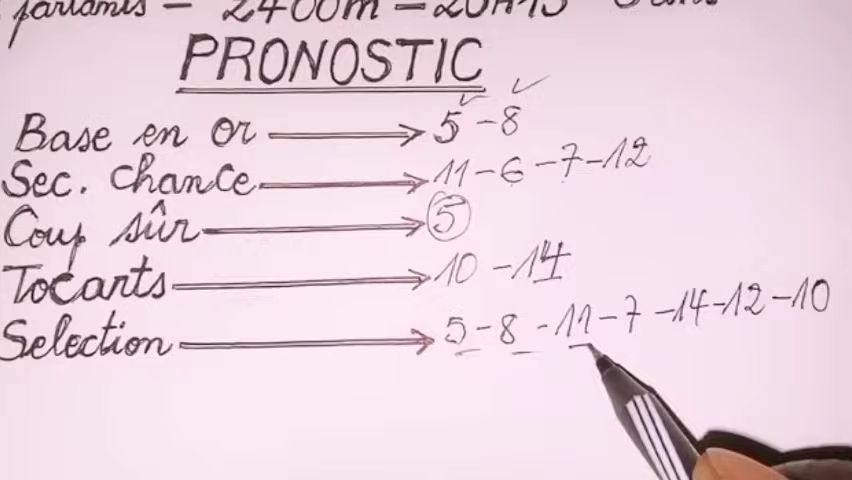 partants - 2400m - 20H15
PRONOSTIC
Base en or → 5 - 8
Sec. chance → 11 - 6 - 7 - 12
Coup sûr → 5
Tocarts → 10 - 14
Selection → 5 - 8 - 11 - 7 - 14 - 12 - 10